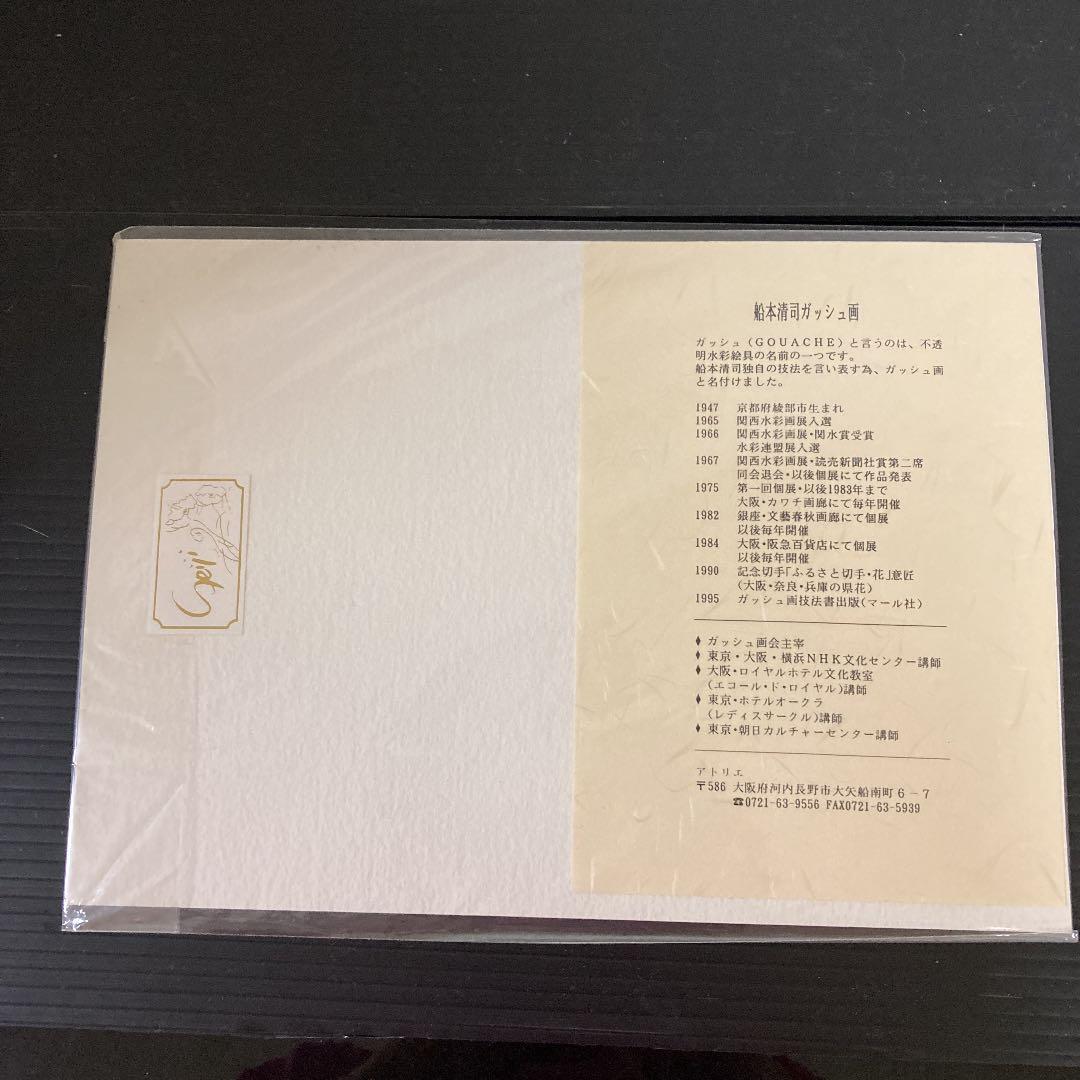 船本清司ガッシュ画
ガッシュ（ＧＯＵＡＣＨＥ）と言うのは、不透
明水彩絵具の名前の一つです。
船本清司独自の技法を言い表す為、ガッシュ画
と名付けました。
1947 京都府綾部市生まれ
1965 関西水彩画展入選
1966 関西水彩画展・関水賞受賞
水彩連盟展入選
1967 関西水彩画展・読売新聞社賞第二席
同会退会・以後個展にて作品発表
1975 第一回個展・以後1983年まで
大阪・カワチ画廊にて毎年開催
1982 銀座・文藝春秋画廊にて個展
以後毎年開催
1984 大阪・阪急百貨店にて個展
以後毎年開催
1990 記念切手「ふるさと切手・花」意匠
（大阪・奈良・兵庫の県花）
1995 ガッシュ画技法書出版（マール社）
♦ ガッシュ画会主宰
♦ 東京・大阪・横浜ＮＨＫ文化センター講師
♦ 大阪・ロイヤルホテル文化教室
（エコール・ド・ロイヤル）講師
♦ 東京・ホテルオークラ
（レディスサークル）講師
♦ 東京・朝日カルチャーセンター講師
アトリエ
〒586 大阪府河内長野市大矢船南町６－７
☎0721-63-9556 FAX0721-63-5939